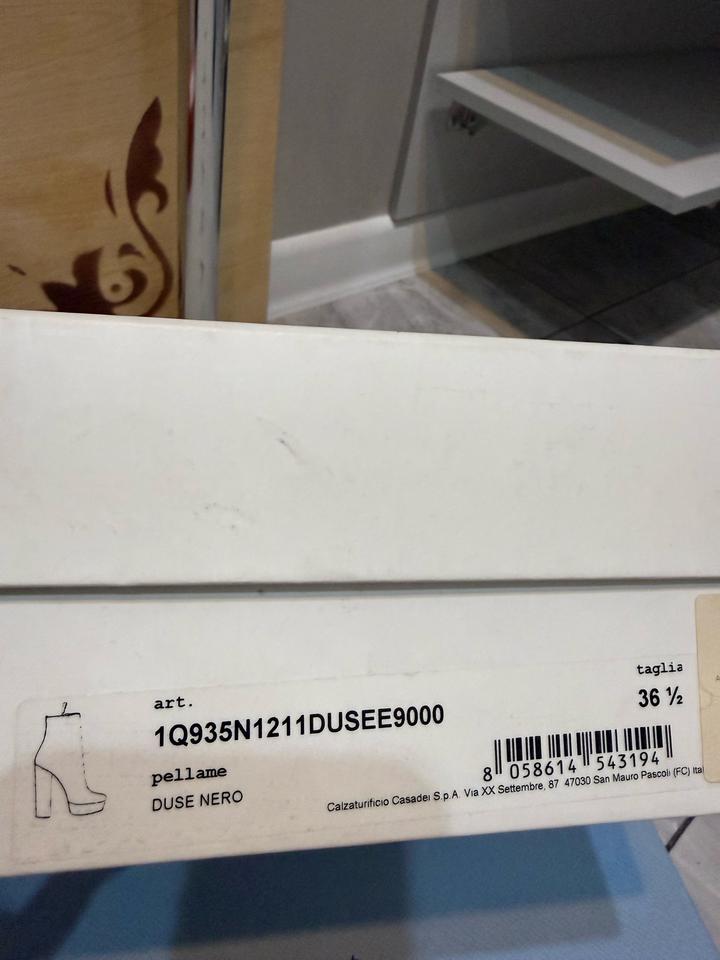 art.
1Q935N1211DUSEE9000
pellame
DUSE NERO
taglia
36 ½
8 058614 543194
Calzaturificio Casadei S.p.A. Via XX Settembre, 87 47030 San Mauro Pascoli (FC) Ital